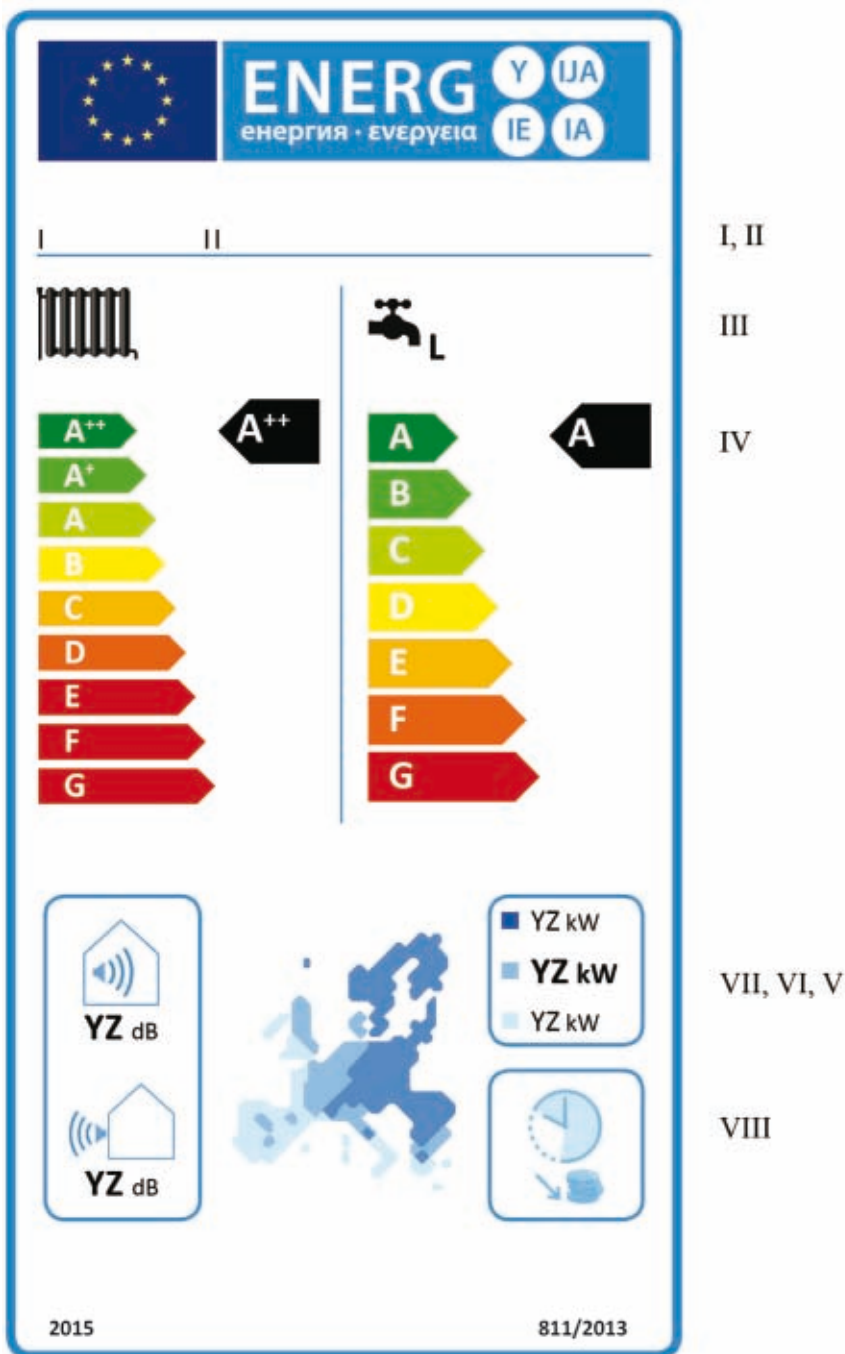 ENERG Y IJA
енергия · ενεργεια IE IA
I II I, II
III
L
A++ A++ A A IV
A+ B
A C
B D
C E
D F
E G
F
G
YZ kW
YZ kW VII, VI, V
YZ dB YZ kW
VIII
YZ dB
2015 811/2013